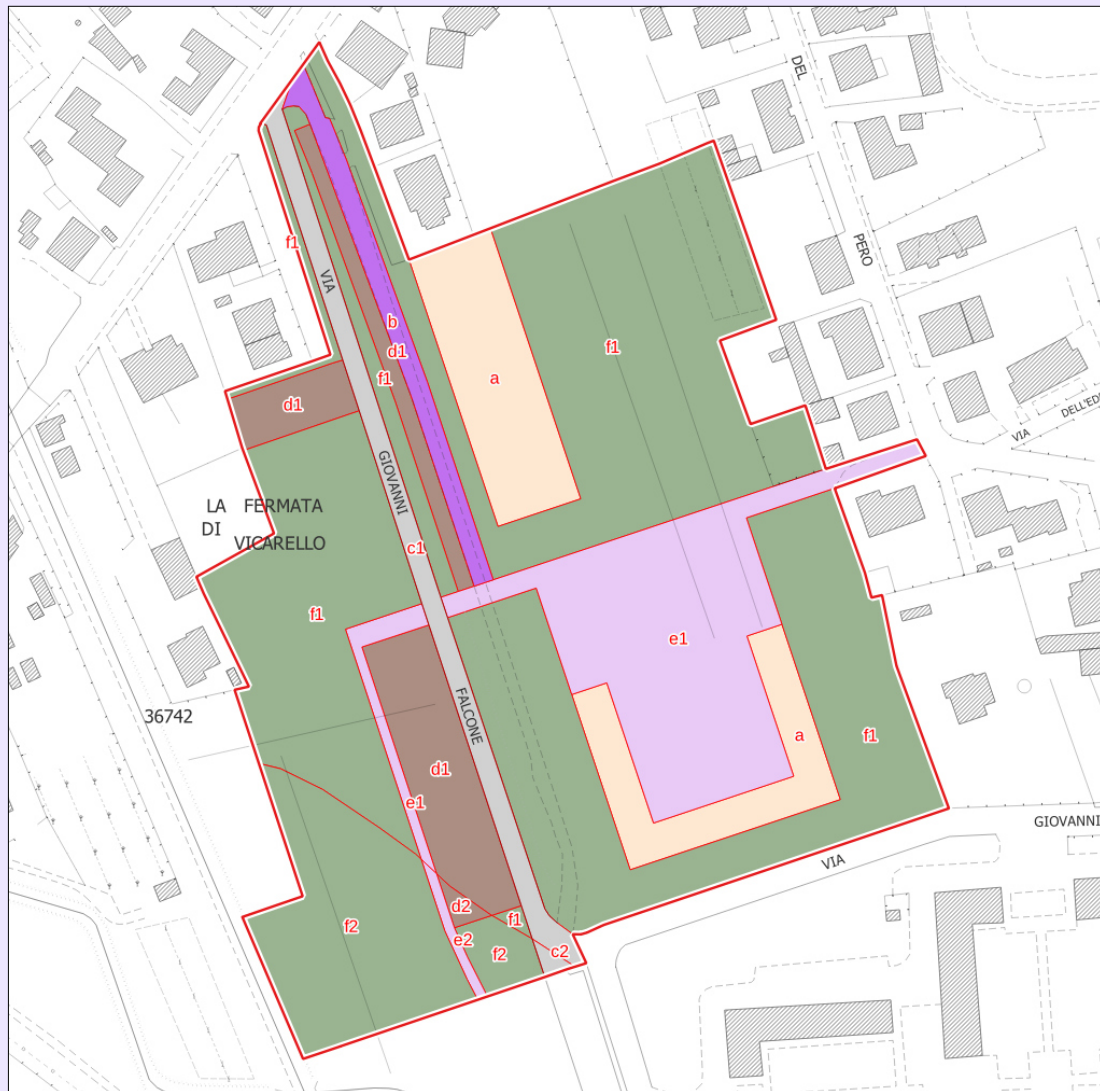 DEL
PERO
f1
VIA
b
d1
f1
f1
a
d1
VIA
DELL'ED
GIOVANNI
LA FERMATA
DI
VICARELLO
c1
f1
e1
36742
FALCONE
a
f1
d1
e1
GIOVANNI
VIA
d2
f1
f2
e2
f2
c2